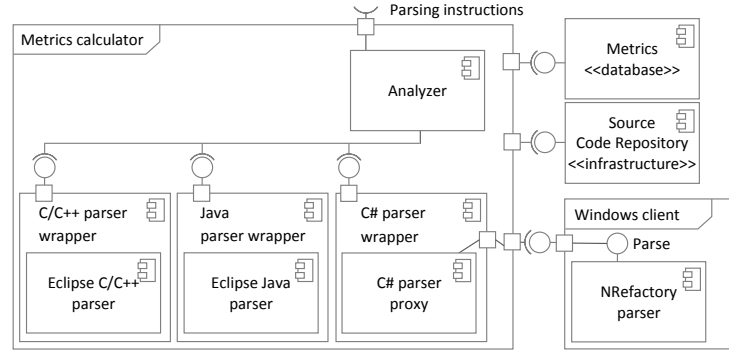 Parsing instructions
Metrics calculator
Analyzer
Metrics
<<database>>
Source
Code Repository
<<infrastructure>>
C/C++ parser
wrapper
Eclipse C/C++
parser
Java
parser wrapper
Eclipse Java
parser
C# parser
wrapper
C# parser
proxy
Windows client
Parse
NRefactory
parser